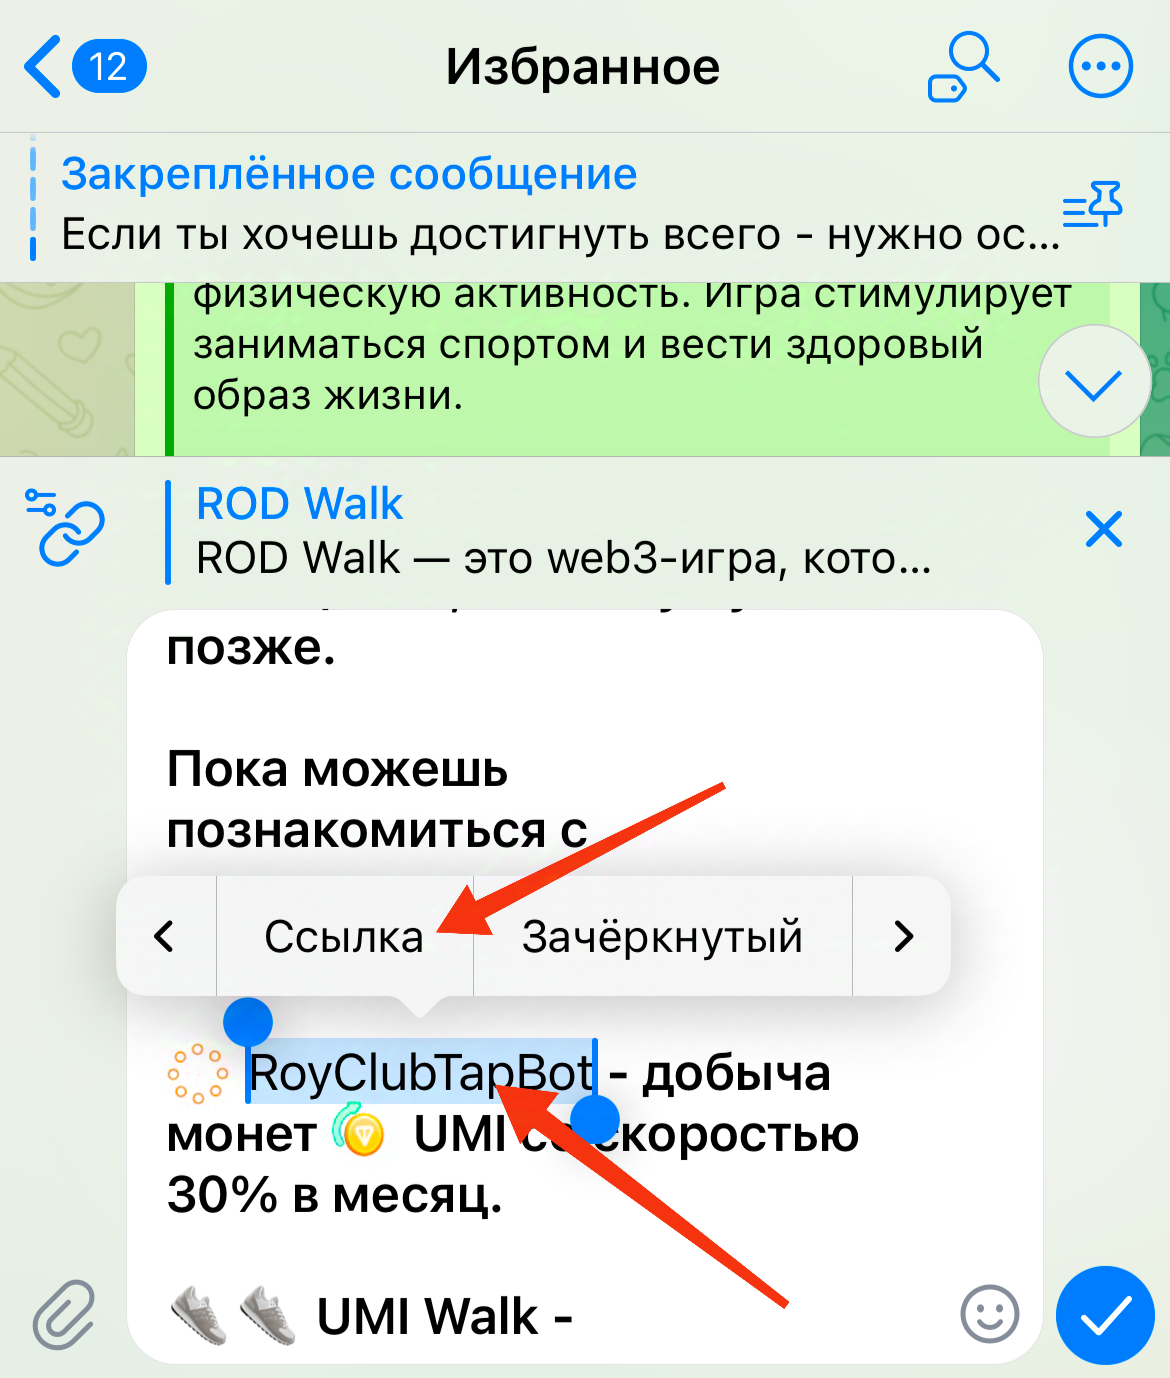 12
Избранное
Закреплённое сообщение
Если ты хочешь достигнуть всего - нужно ос...
физическую активность. Игра стимулирует
заниматься спортом и вести здоровый
образ жизни.
ROD Walk
ROD Walk — это web3-игра, кото...
позже.
Пока можешь
познакомиться с
Ссылка
Зачёркнутый
RoyClubTapBot - добыча
монет UMI со скоростью
30% в месяц.
UMI Walk -